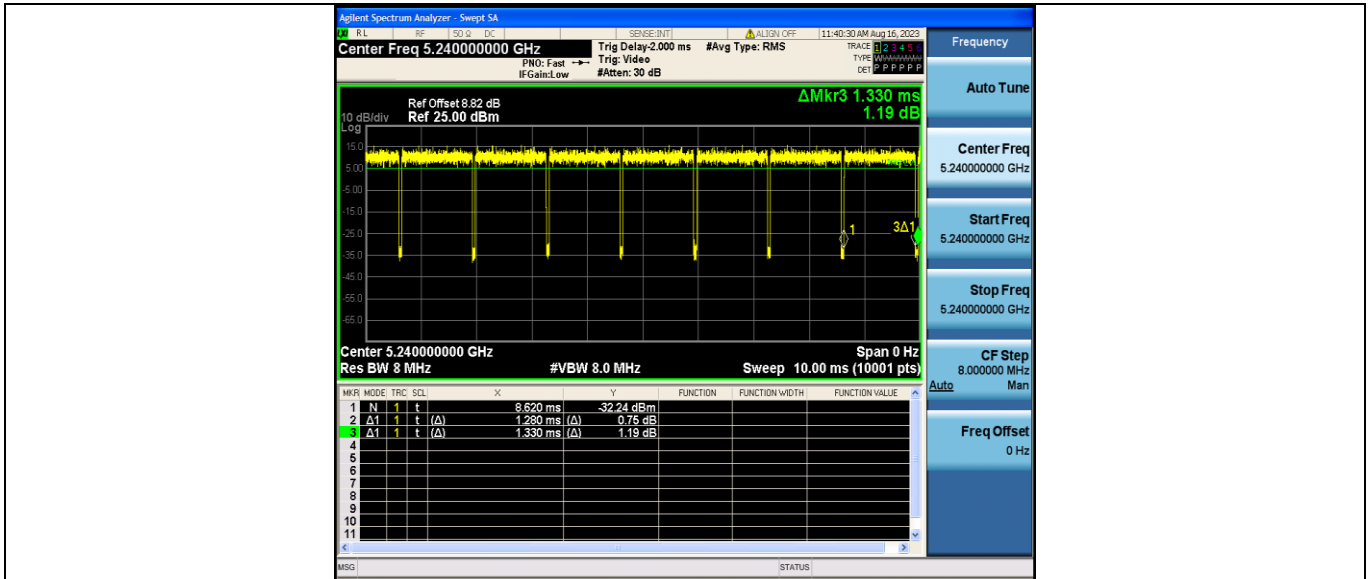 Agilent Spectrum Analyzer - Swept SA
RL RF 50 Ω DC SENSE:INT ALIGN OFF 11:40:30 AM Aug 16, 2023
Center Freq 5.240000000 GHz
Trig Delay-2.000 ms #Avg Type: RMS
PNO: Fast Trig: Video
IFGain:Low #Atten: 30 dB
TRACE 1 2 3 4 5 6
TYPE
DET P P P P P P
Ref Offset 8.82 dB
10 dB/div Ref 25.00 dBm
ΔMkr3 1.330 ms
1.19 dB
Log
15.0
5.00
-5.00
-15.0
-25.0
-35.0
-45.0
-55.0
-65.0
1
3Δ1
Center 5.240000000 GHz Span 0 Hz
Res BW 8 MHz #VBW 8.0 MHz Sweep 10.00 ms (10001 pts)
MKR MODE TRC SCL X Y FUNCTION FUNCTION WIDTH FUNCTION VALUE
1 N 1 t 8.620 ms -32.24 dBm
2 Δ1 1 t (Δ) 1.280 ms (Δ) 0.75 dB
3 Δ1 1 t (Δ) 1.330 ms (Δ) 1.19 dB
4
5
6
7
8
9
10
11
MSG STATUS
Frequency
Auto Tune
Center Freq
5.240000000 GHz
Start Freq
5.240000000 GHz
Stop Freq
5.240000000 GHz
CF Step
8.000000 MHz
Auto Man
Freq Offset
0 Hz